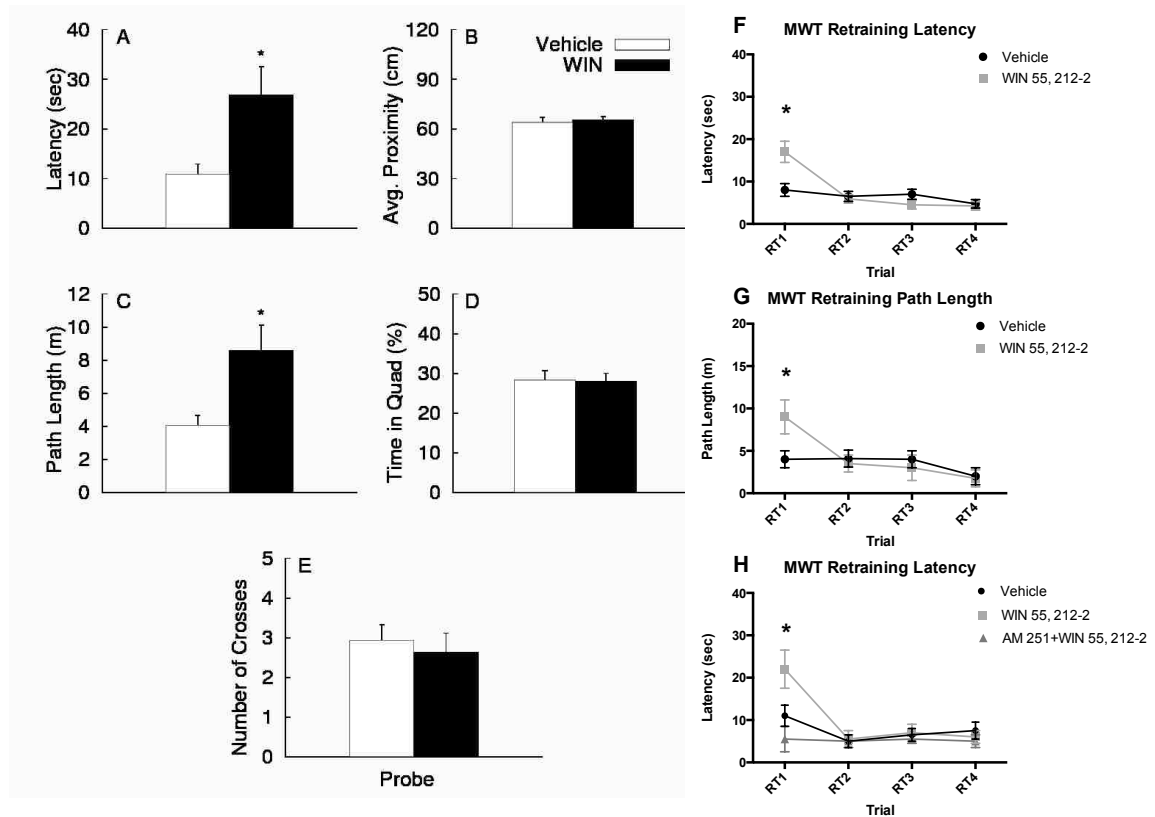 A
Latency (sec)
40
30
20
10
0
*
B
Avg. Proximity (cm)
120
90
60
30
0
Vehicle
WIN
C
Path Length (m)
12
10
8
6
4
2
0
*
D
Time in Quad (%)
50
40
30
20
10
0
E
Number of Crosses
5
4
3
2
1
0
Probe
F
MWT Retraining Latency
Vehicle
WIN 55, 212-2
Latency (sec)
40
30
20
10
0
*
RT1
RT2
RT3
RT4
Trial
G
MWT Retraining Path Length
Vehicle
WIN 55, 212-2
Path Length (m)
20
15
10
5
0
*
RT1
RT2
RT3
RT4
Trial
H
MWT Retraining Latency
Vehicle
WIN 55, 212-2
AM 251+WIN 55, 212-2
Latency (sec)
40
30
20
10
0
*
RT1
RT2
RT3
RT4
Trial